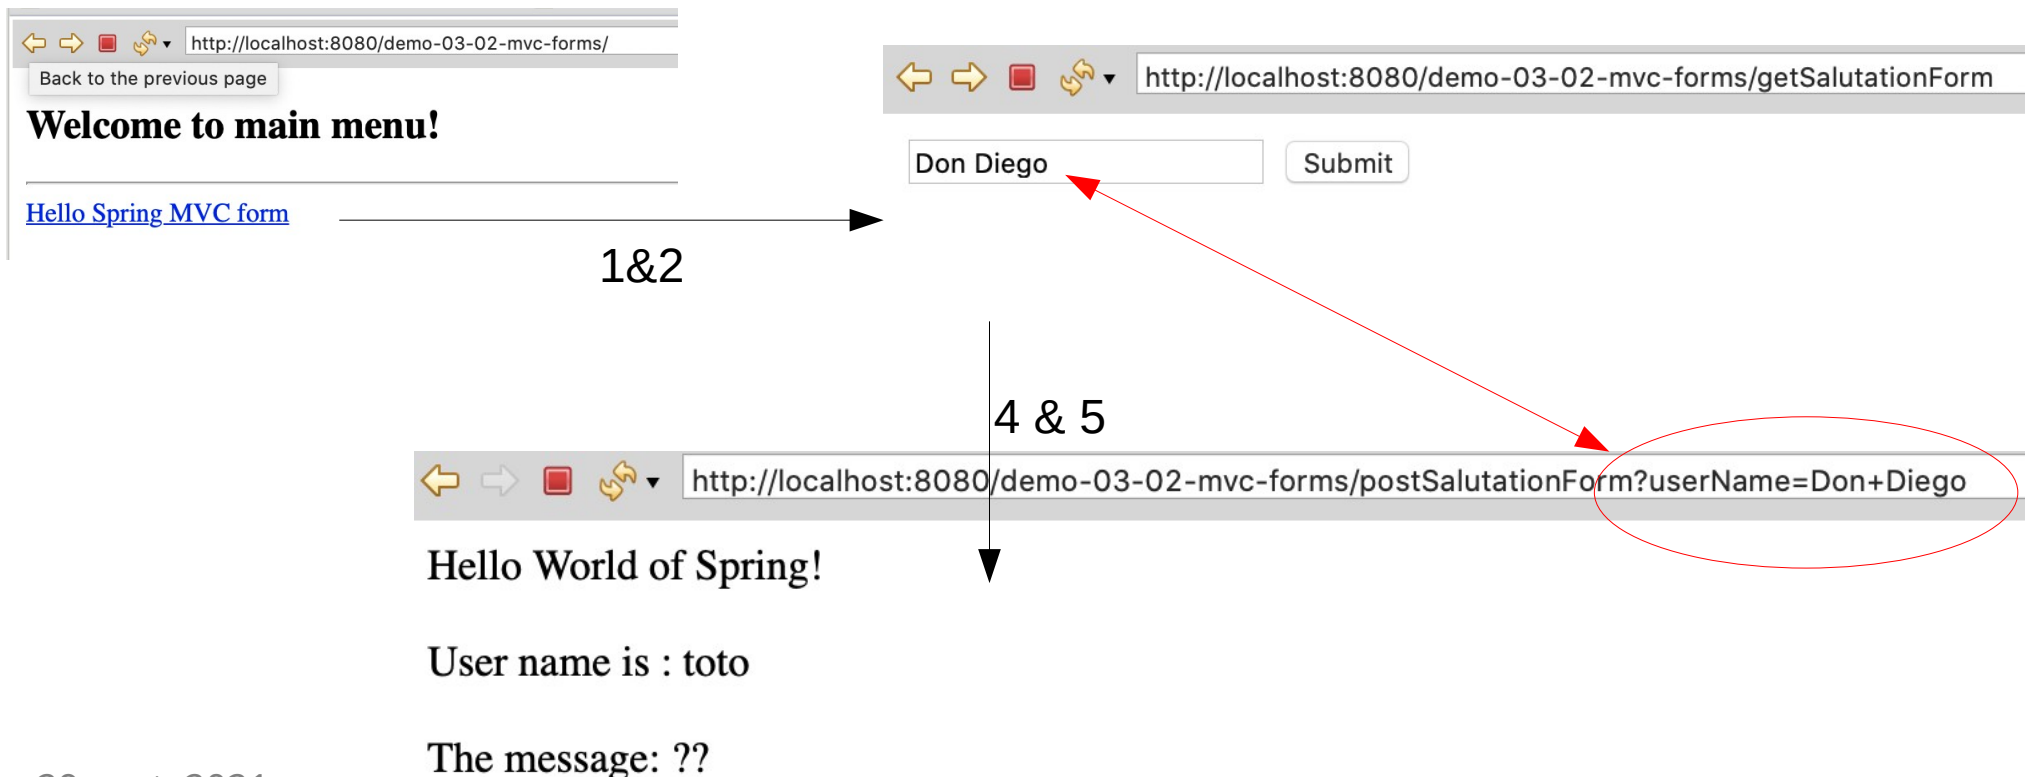 http://localhost:8080/demo-03-02-mvc-forms/
Back to the previous page
Welcome to main menu!
Hello Spring MVC form
1&2
http://localhost:8080/demo-03-02-mvc-forms/getSalutationForm
Don Diego
Submit
4 & 5
http://localhost:8080/demo-03-02-mvc-forms/postSalutationForm?userName=Don+Diego
Hello World of Spring!
User name is : toto
The message: ??